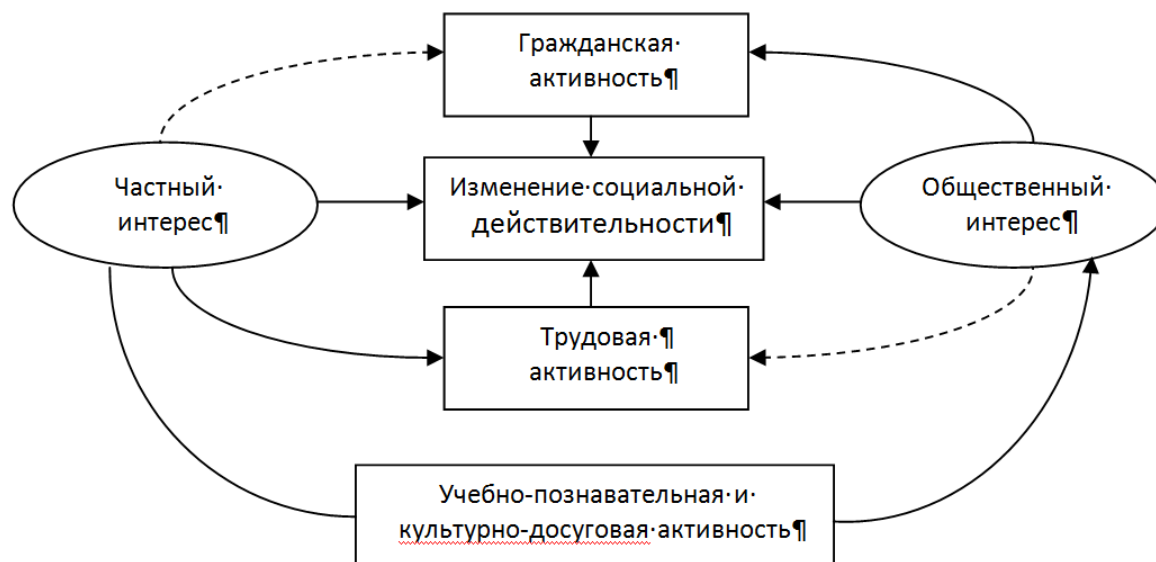 Гражданская·
активность¶
Частный·
интерес¶
Изменение·социальной·
действительности¶
Общественный·
интерес¶
Трудовая·¶
активность¶
Учебно-познавательная·и·
культурно-досуговая·активность¶